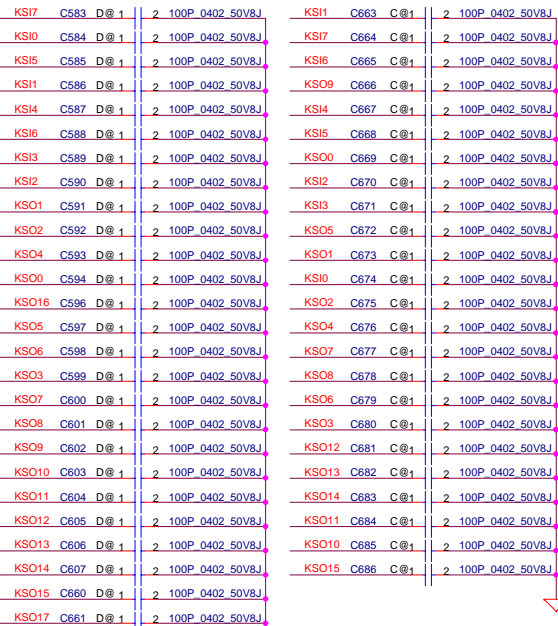 KSI7 C583 D@ 1 2 100P_0402_50V8J
KSI0 C584 D@ 1 2 100P_0402_50V8J
KSI5 C585 D@ 1 2 100P_0402_50V8J
KSI1 C586 D@ 1 2 100P_0402_50V8J
KSI4 C587 D@ 1 2 100P_0402_50V8J
KSI6 C588 D@ 1 2 100P_0402_50V8J
KSI3 C589 D@ 1 2 100P_0402_50V8J
KSI2 C590 D@ 1 2 100P_0402_50V8J
KSO1 C591 D@ 1 2 100P_0402_50V8J
KSO2 C592 D@ 1 2 100P_0402_50V8J
KSO4 C593 D@ 1 2 100P_0402_50V8J
KSO0 C594 D@ 1 2 100P_0402_50V8J
KSO16 C596 D@ 1 2 100P_0402_50V8J
KSO5 C597 D@ 1 2 100P_0402_50V8J
KSO6 C598 D@ 1 2 100P_0402_50V8J
KSO3 C599 D@ 1 2 100P_0402_50V8J
KSO7 C600 D@ 1 2 100P_0402_50V8J
KSO8 C601 D@ 1 2 100P_0402_50V8J
KSO9 C602 D@ 1 2 100P_0402_50V8J
KSO10 C603 D@ 1 2 100P_0402_50V8J
KSO11 C604 D@ 1 2 100P_0402_50V8J
KSO12 C605 D@ 1 2 100P_0402_50V8J
KSO13 C606 D@ 1 2 100P_0402_50V8J
KSO14 C607 D@ 1 2 100P_0402_50V8J
KSO15 C660 D@ 1 2 100P_0402_50V8J
KSO17 C661 D@ 1 2 100P_0402_50V8J
KSI1 C663 C@1 2 100P_0402_50V8J
KSI7 C664 C@1 2 100P_0402_50V8J
KSI6 C665 C@1 2 100P_0402_50V8J
KSO9 C666 C@1 2 100P_0402_50V8J
KSI4 C667 C@1 2 100P_0402_50V8J
KSI5 C668 C@1 2 100P_0402_50V8J
KSO0 C669 C@1 2 100P_0402_50V8J
KSI2 C670 C@1 2 100P_0402_50V8J
KSI3 C671 C@1 2 100P_0402_50V8J
KSO5 C672 C@1 2 100P_0402_50V8J
KSO1 C673 C@1 2 100P_0402_50V8J
KSI0 C674 C@1 2 100P_0402_50V8J
KSO2 C675 C@1 2 100P_0402_50V8J
KSO4 C676 C@1 2 100P_0402_50V8J
KSO7 C677 C@1 2 100P_0402_50V8J
KSO8 C678 C@1 2 100P_0402_50V8J
KSO6 C679 C@1 2 100P_0402_50V8J
KSO3 C680 C@1 2 100P_0402_50V8J
KSO12 C681 C@1 2 100P_0402_50V8J
KSO13 C682 C@1 2 100P_0402_50V8J
KSO14 C683 C@1 2 100P_0402_50V8J
KSO11 C684 C@1 2 100P_0402_50V8J
KSO10 C685 C@1 2 100P_0402_50V8J
KSO15 C686 C@1 2 100P_0402_50V8J